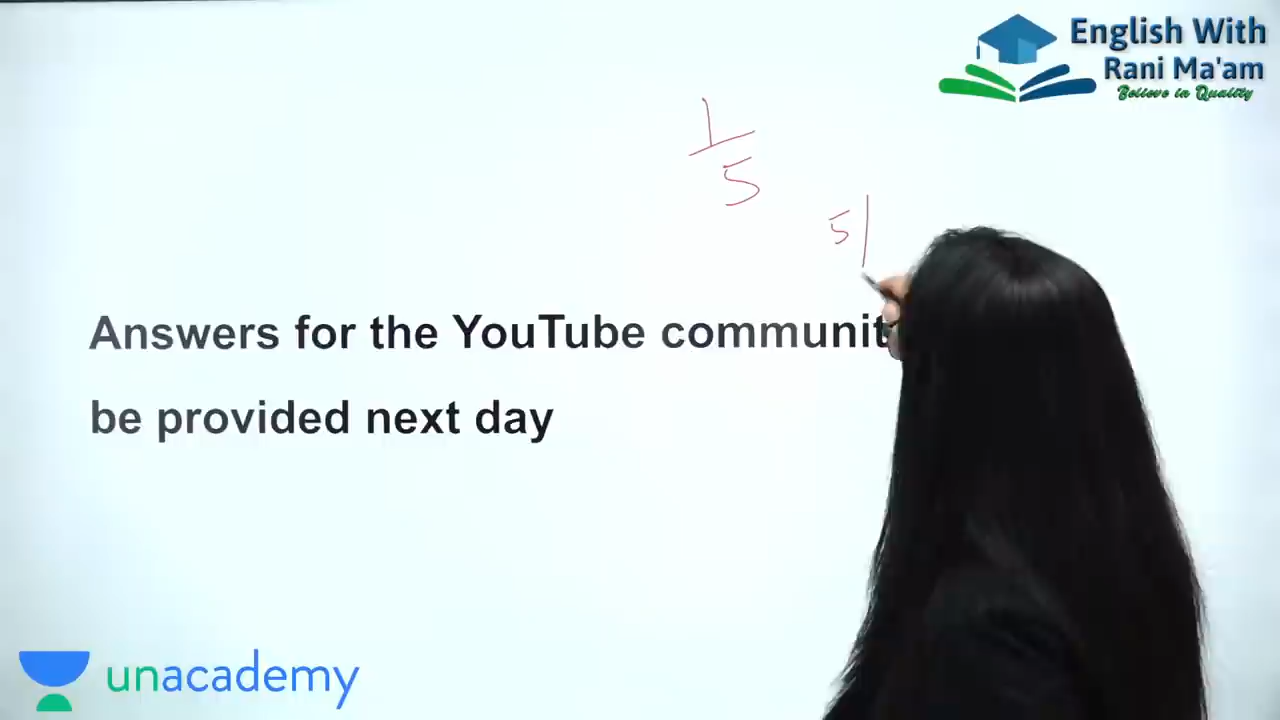 English With
Rani Ma'am
Believe in Quality
1
5
5
Answers for the YouTube
be provided next day
unacademy